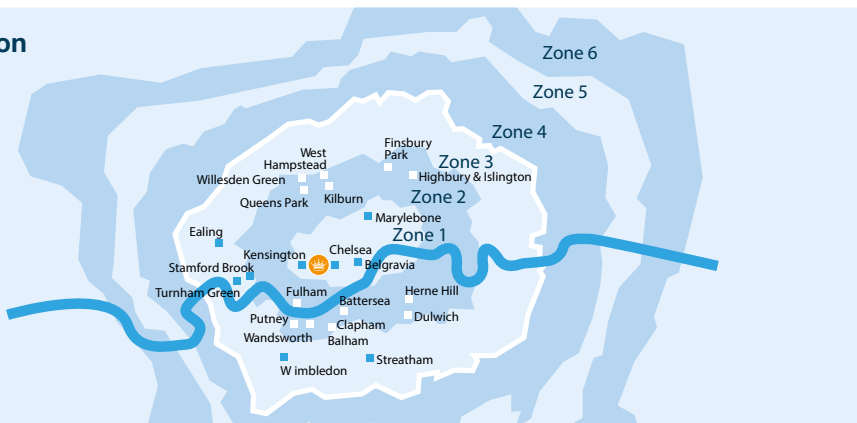 on
Zone 6
Zone 5
Zone 4
Finsbury
Park
West
Hampstead
Zone 3
Highbury & Islington
Willesden Green
Queens Park
Kilburn
Zone 2
Marylebone
Ealing
Zone 1
Kensington
Chelsea
Stamford Brook
Belgravia
Turnham Green
Fulham
Herne Hill
Battersea
Putney
Clapham
Dulwich
Wandsworth
Balham
Streatham
W imbledon